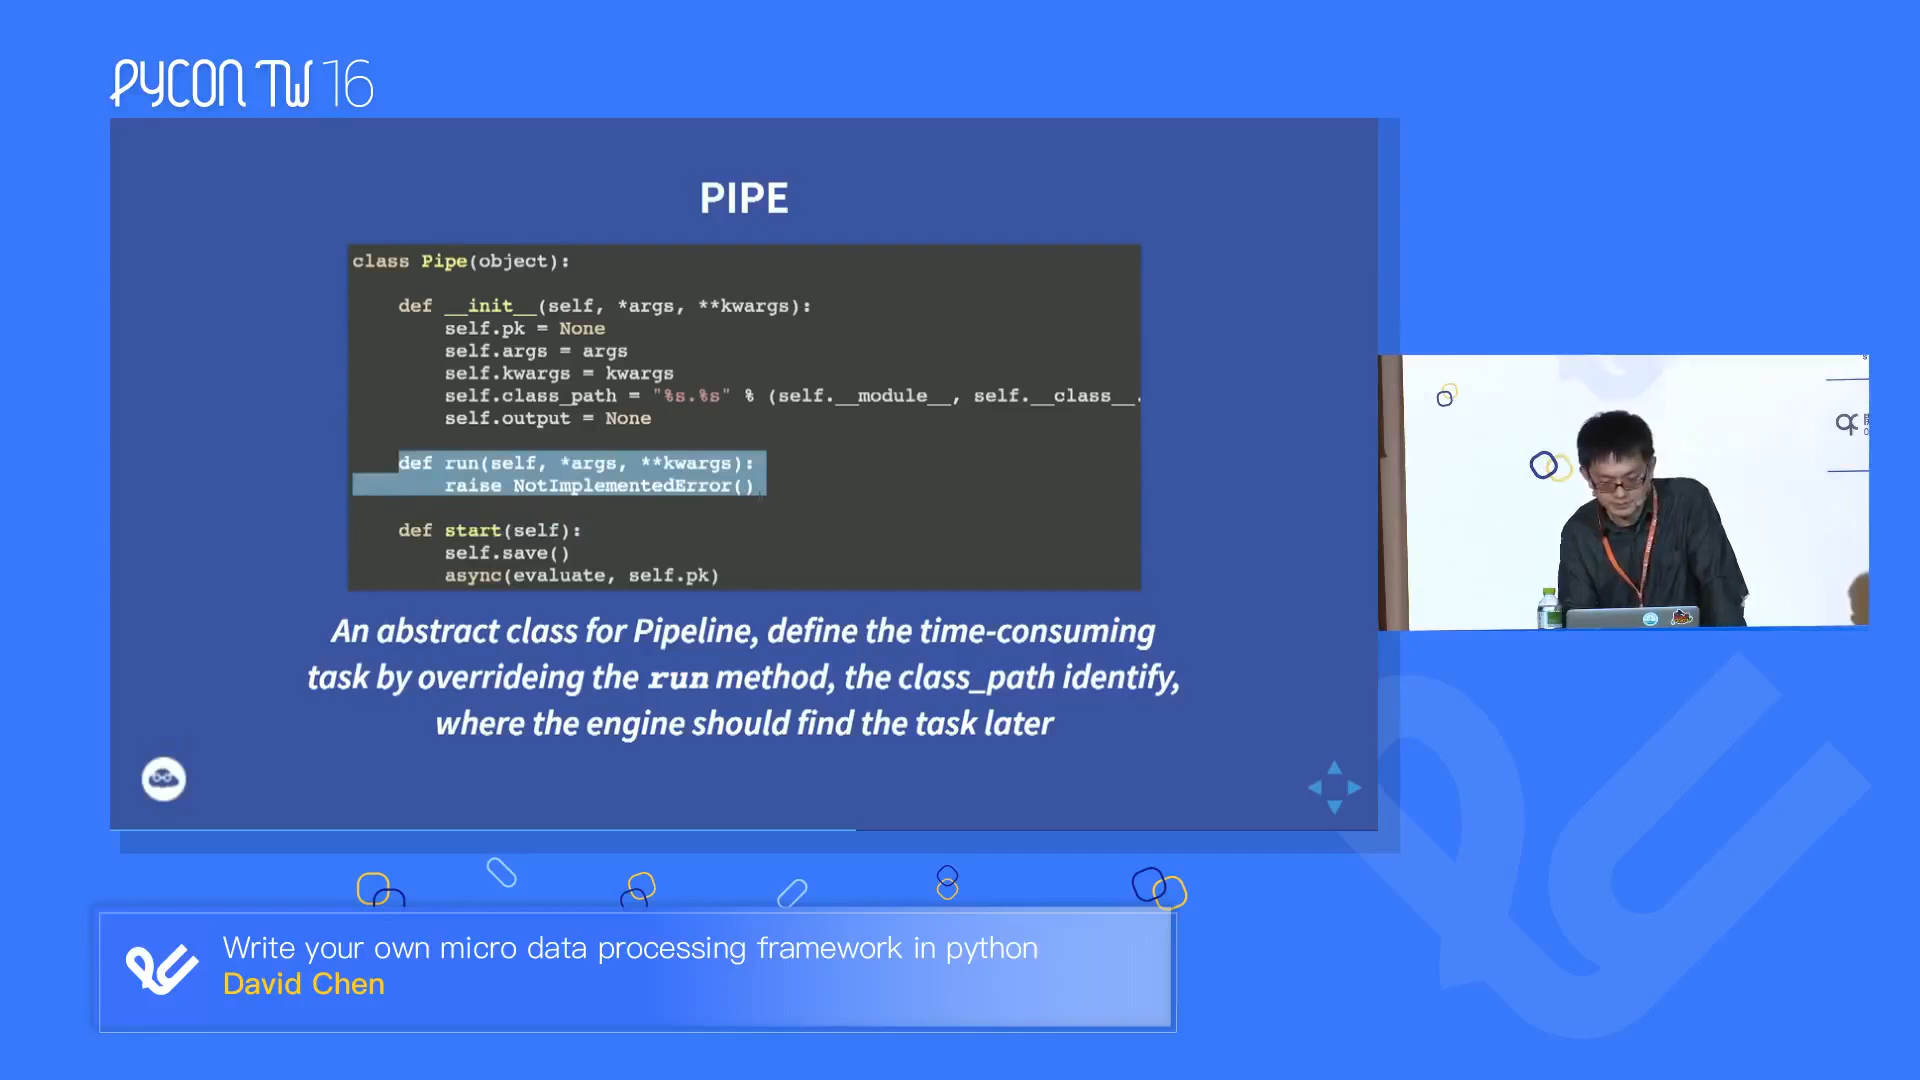 PYCON TW 16
PIPE
class Pipe(object):
def __init__(self, *args, **kwargs):
self.pk = None
self.args = args
self.kwargs = kwargs
self.class_path = "%s.%s" % (self.__module__, self.__class__.
self.output = None
def run(self, *args, **kwargs):
raise NotImplementedError()
def start(self):
self.save()
async(evaluate, self.pk)
An abstract class for Pipeline, define the time-consuming
task by overrideing the run method, the class_path identify,
where the engine should find the task later
Write your own micro data processing framework in python
David Chen